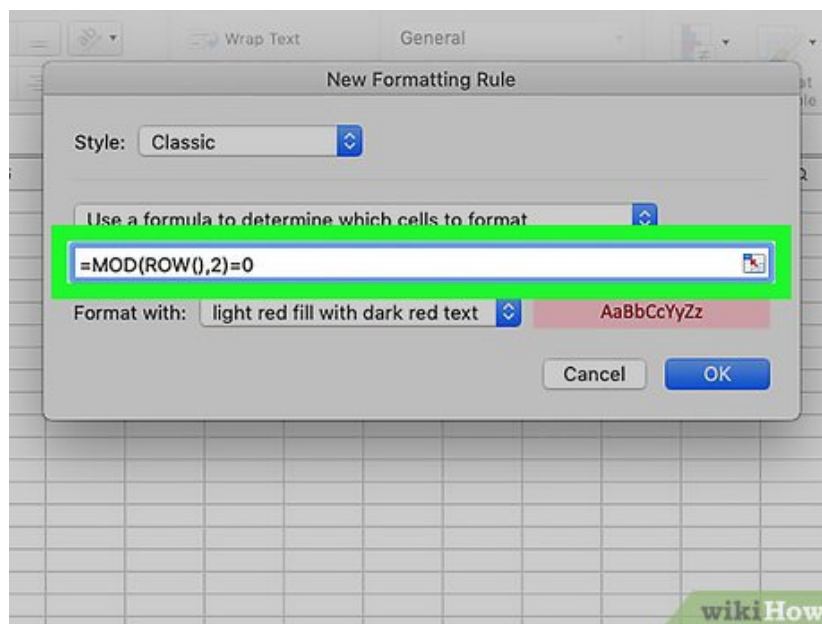 Wrap Text General
New Formatting Rule
Style: Classic
Use a formula to determine which cells to format
=MOD(ROW(),2)=0
Format with: light red fill with dark red text AaBbCcYyZz
Cancel OK
wikiHow